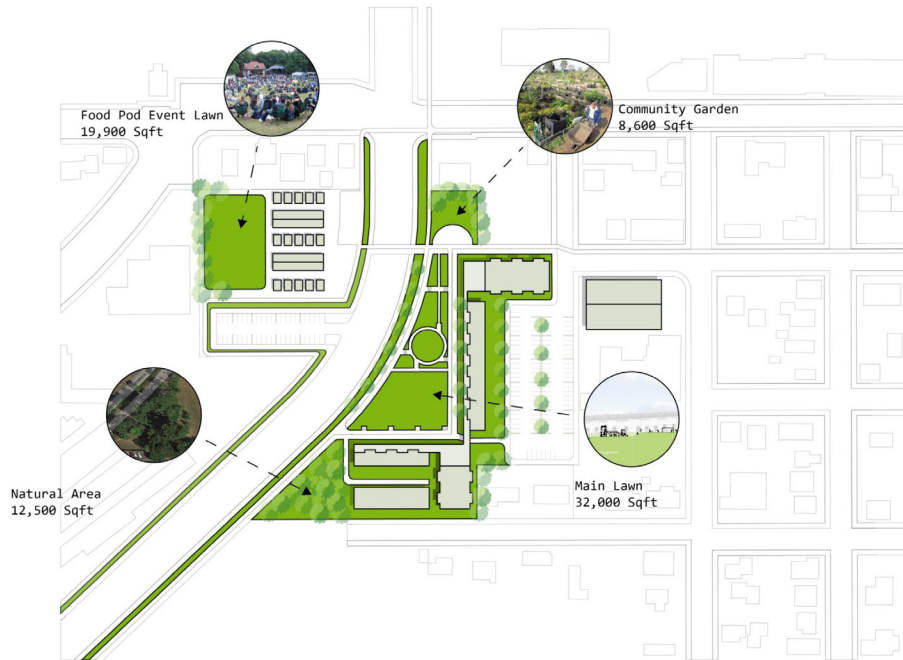 Food Pod Event Lawn
19,900 Sqft
Community Garden
8,600 Sqft
Natural Area
12,500 Sqft
Main Lawn
32,000 Sqft